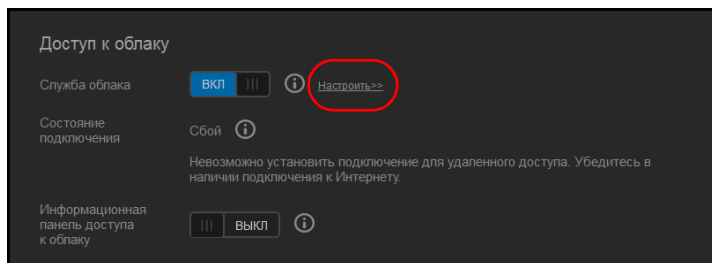 Доступ к облаку
Служба облака ВКЛ Настроить>>
Состояние
подключения Сбой
Невозможно установить подключение для удаленного доступа. Убедитесь в
наличии подключения к Интернету.
Информационная
панель доступа
к облаку ВЫКЛ